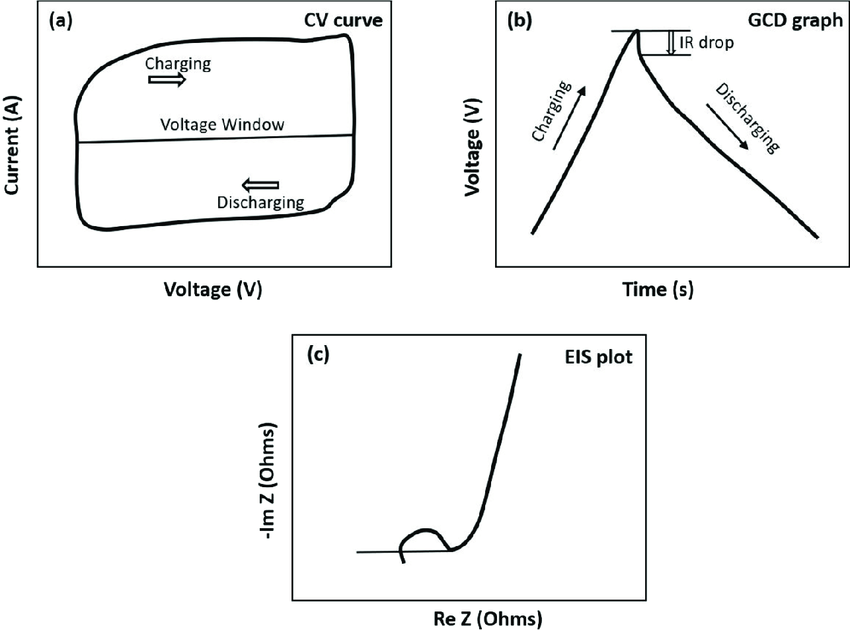 (a)
CV curve
Charging
Voltage Window
Discharging
Current (A)
Voltage (V)
(b)
GCD graph
IR drop
Charging
Discharging
Voltage (V)
Time (s)
(c)
EIS plot
-Im Z (Ohms)
Re Z (Ohms)